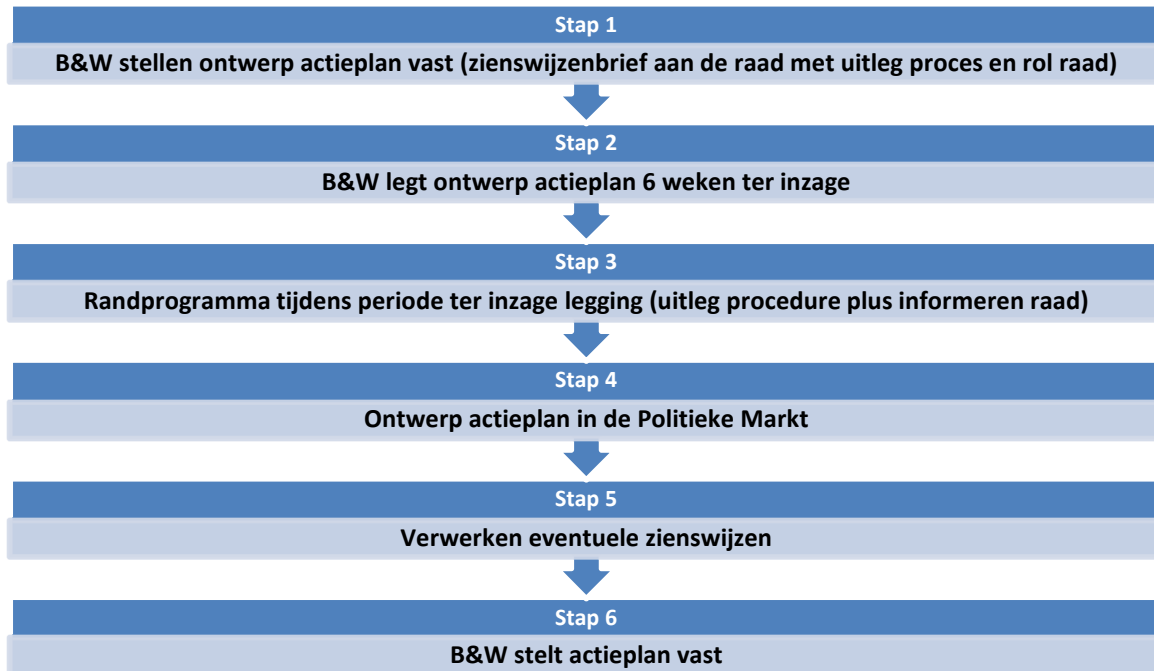 Stap 1
B&W stellen ontwerp actieplan vast (zienswijzenbrief aan de raad met uitleg proces en rol raad)
Stap 2
B&W legt ontwerp actieplan 6 weken ter inzage
Stap 3
Randprogramma tijdens periode ter inzage legging (uitleg procedure plus informeren raad)
Stap 4
Ontwerp actieplan in de Politieke Markt
Stap 5
Verwerken eventuele zienswijzen
Stap 6
B&W stelt actieplan vast